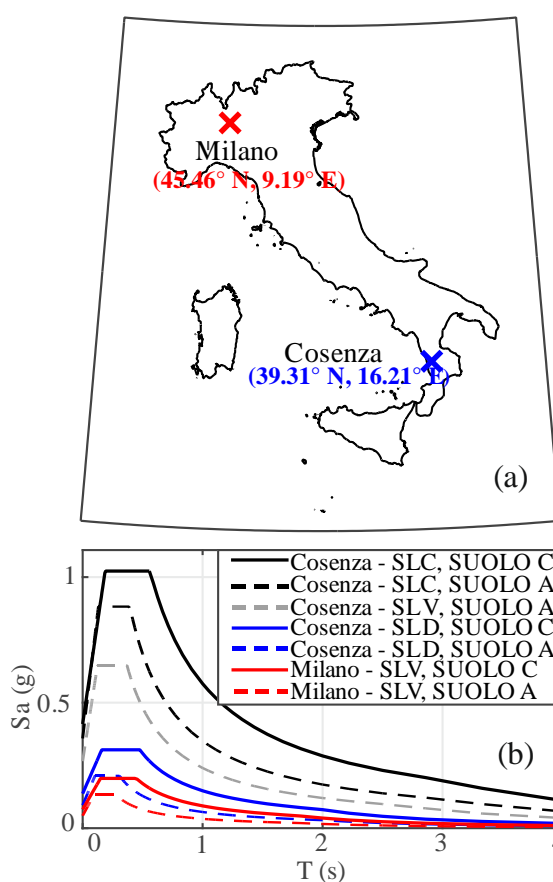 Milano
(45.46° N, 9.19° E)
Cosenza
(39.31° N, 16.21° E)
(a)
Cosenza - SLC, SUOLO C
Cosenza - SLC, SUOLO A
Cosenza - SLV, SUOLO A
Cosenza - SLD, SUOLO C
Cosenza - SLD, SUOLO A
Milano - SLV, SUOLO C
Milano - SLV, SUOLO A
1
0.5
0
Sa (g)
(b)
0 1 2 3 4
T (s)